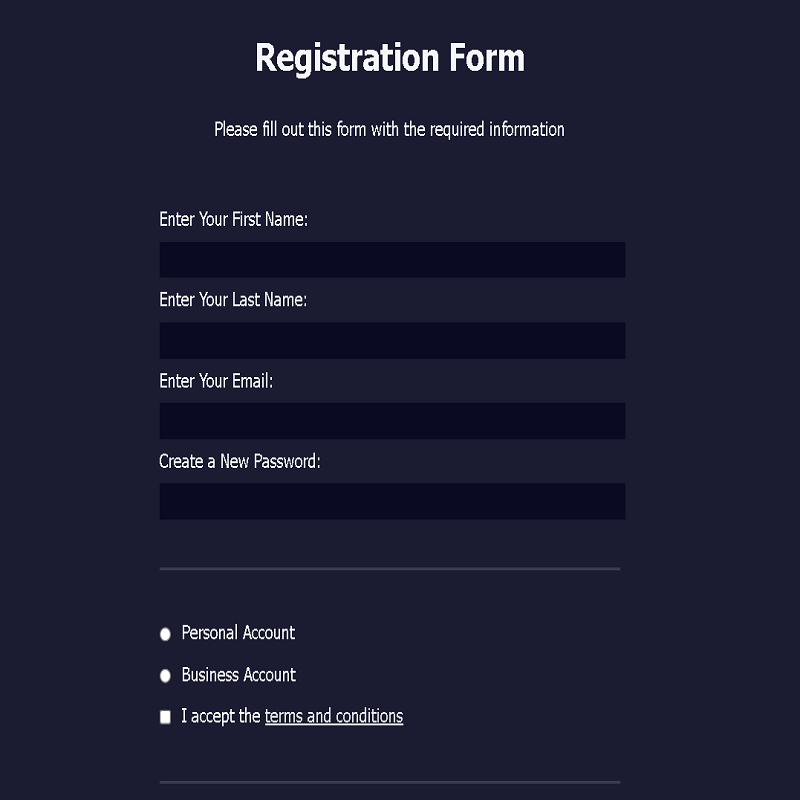 Registration Form
Please fill out this form with the required information
Enter Your First Name:
Enter Your Last Name:
Enter Your Email:
Create a New Password:
Personal Account
Business Account
I accept the terms and conditions